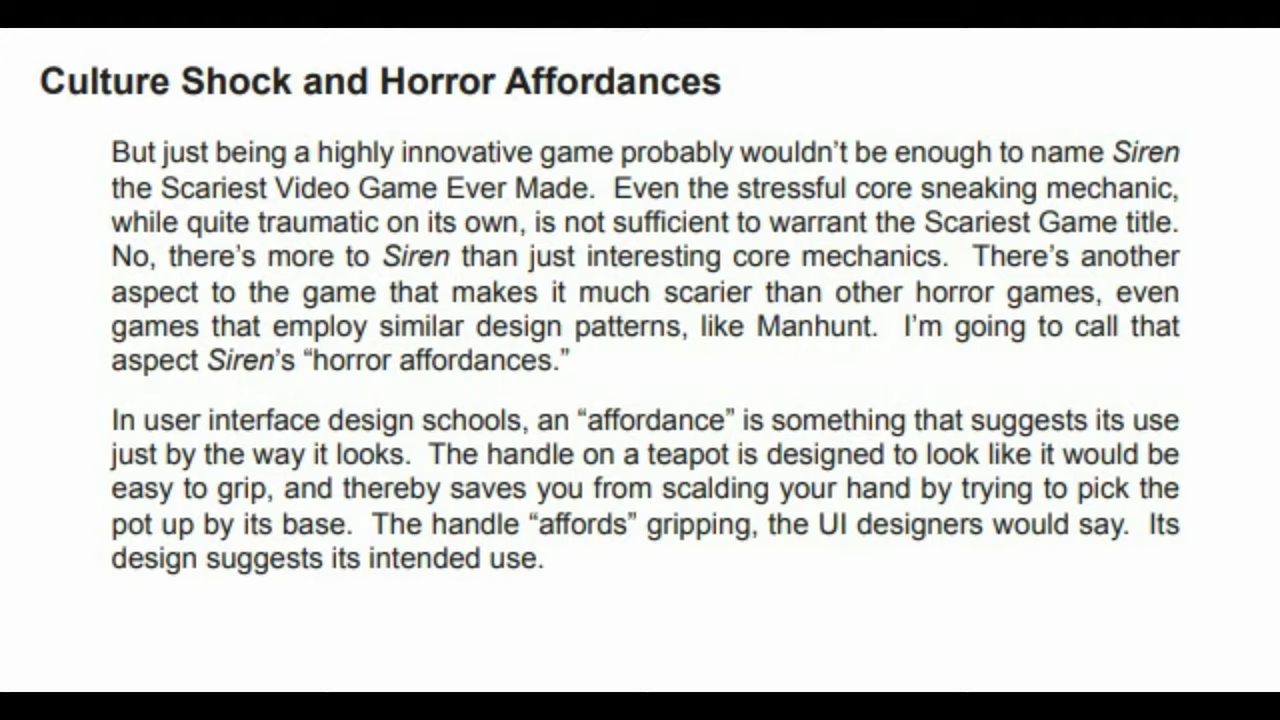 Culture Shock and Horror Affordances
But just being a highly innovative game probably wouldn’t be enough to name Siren
the Scariest Video Game Ever Made.  Even the stressful core sneaking mechanic,
while quite traumatic on its own, is not sufficient to warrant the Scariest Game title.
No, there’s more to Siren than just interesting core mechanics.  There’s another
aspect to the game that makes it much scarier than other horror games, even
games that employ similar design patterns, like Manhunt.  I’m going to call that
aspect Siren’s “horror affordances.”
In user interface design schools, an “affordance” is something that suggests its use
just by the way it looks.  The handle on a teapot is designed to look like it would be
easy to grip, and thereby saves you from scalding your hand by trying to pick the
pot up by its base.  The handle “affords” gripping, the UI designers would say.  Its
design suggests its intended use.